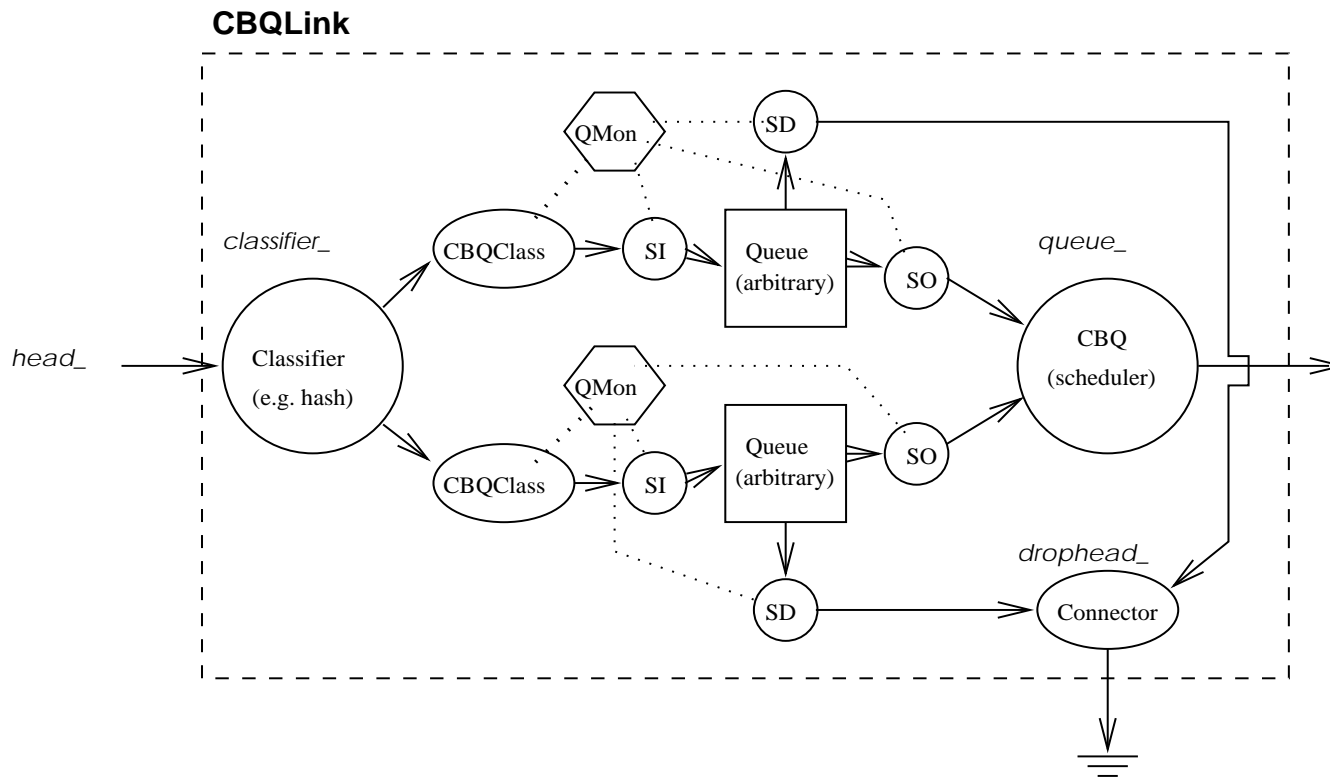 CBQLink
QMon
SD
classifier_
CBQClass
SI
Queue
(arbitrary)
SO
queue_
head_
Classifier
(e.g. hash)
CBQ
(scheduler)
QMon
CBQClass
SI
Queue
(arbitrary)
SO
drophead_
SD
Connector